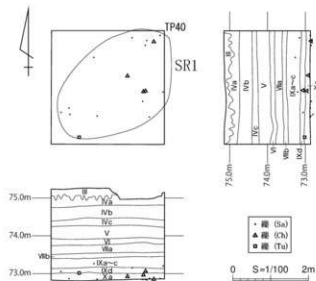 TP40
SR1
III
IVa
IVb
IVc
V
VI
VIIa
VIIb
IXa~c
IXd
75.0m
74.0m
73.0m
III
IVa
IVb
IVc
V
VI
VIIa
VIIb
IXa~c
IXd
Xa
75.0m
74.0m
73.0m
礫 (Sa)
礫 (Ch)
礫 (Tu)
0 S=1/100 2m